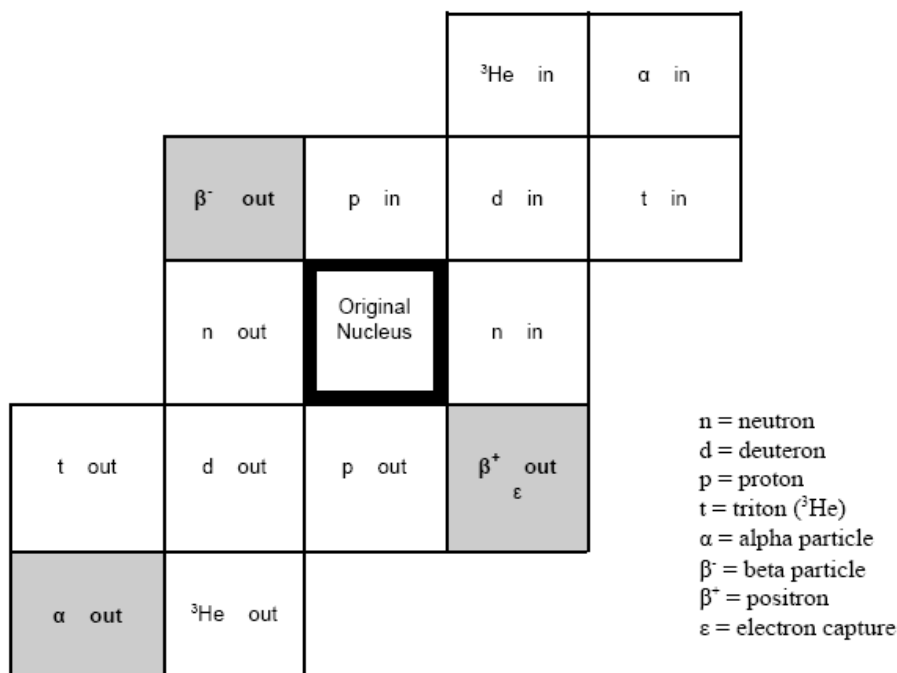 ³He in
α in
β⁻ out
p in
d in
t in
n out
Original
Nucleus
n in
t out
d out
p out
β⁺ out
ε
α out
³He out
n = neutron
d = deuteron
p = proton
t = triton (³He)
α = alpha particle
β⁻ = beta particle
β⁺ = positron
ε = electron capture